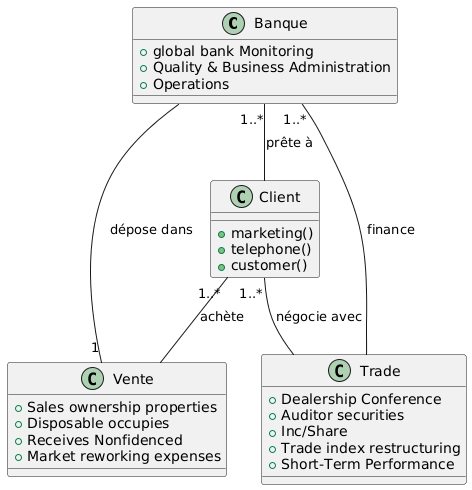 C Banque
global bank Monitoring
Quality & Business Administration
Operations
1..* 1..*
prête à
C Client
marketing()
telephone()
customer()
dépose dans
finance
1..* 1..*
achète
négocie avec
1
C Vente
Sales ownership properties
Disposable occupies
Receives Nonfidenced
Market reworking expenses
C Trade
Dealership Conference
Auditor securities
Inc/Share
Trade index restructuring
Short-Term Performance